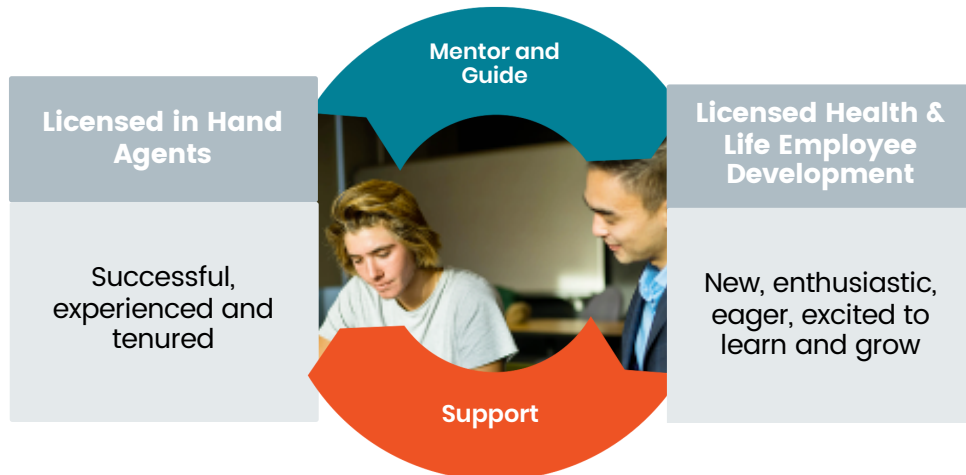 Mentor and
Guide
Licensed in Hand
Agents
Successful,
experienced and
tenured
Licensed Health &
Life Employee
Development
New, enthusiastic,
eager, excited to
learn and grow
Support